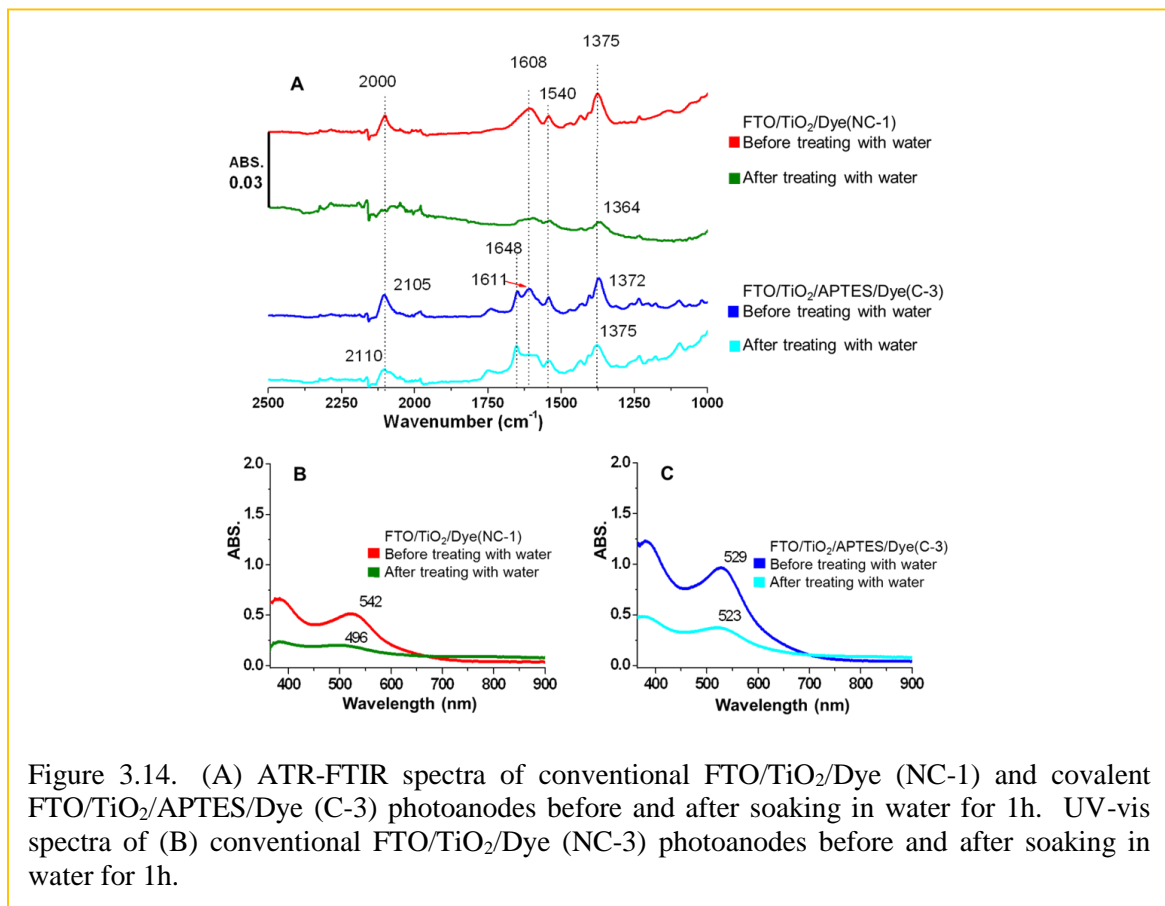 1375
A
1608
2000
1540
FTO/TiO₂/Dye(NC-1)
Before treating with water
ABS.
0.03
After treating with water
1364
1648
2105
1611
1372
FTO/TiO₂/APTES/Dye(C-3)
Before treating with water
1375
2110
After treating with water
2500 2250 2000 1750 1500 1250 1000
Wavenumber (cm⁻¹)
B
2.0
1.5
1.0
0.5
0.0
ABS.
FTO/TiO₂/Dye(NC-1)
Before treating with water
After treating with water
542
496
400 500 600 700 800 900
Wavelength (nm)
C
2.0
1.5
1.0
0.5
0.0
ABS.
FTO/TiO₂/APTES/Dye(C-3)
Before treating with water
After treating with water
529
523
400 500 600 700 800 900
Wavelength (nm)
Figure 3.14. (A) ATR-FTIR spectra of conventional FTO/TiO₂/Dye (NC-1) and covalent
FTO/TiO₂/APTES/Dye (C-3) photoanodes before and after soaking in water for 1h. UV-vis
spectra of (B) conventional FTO/TiO₂/Dye (NC-3) photoanodes before and after soaking in
water for 1h.